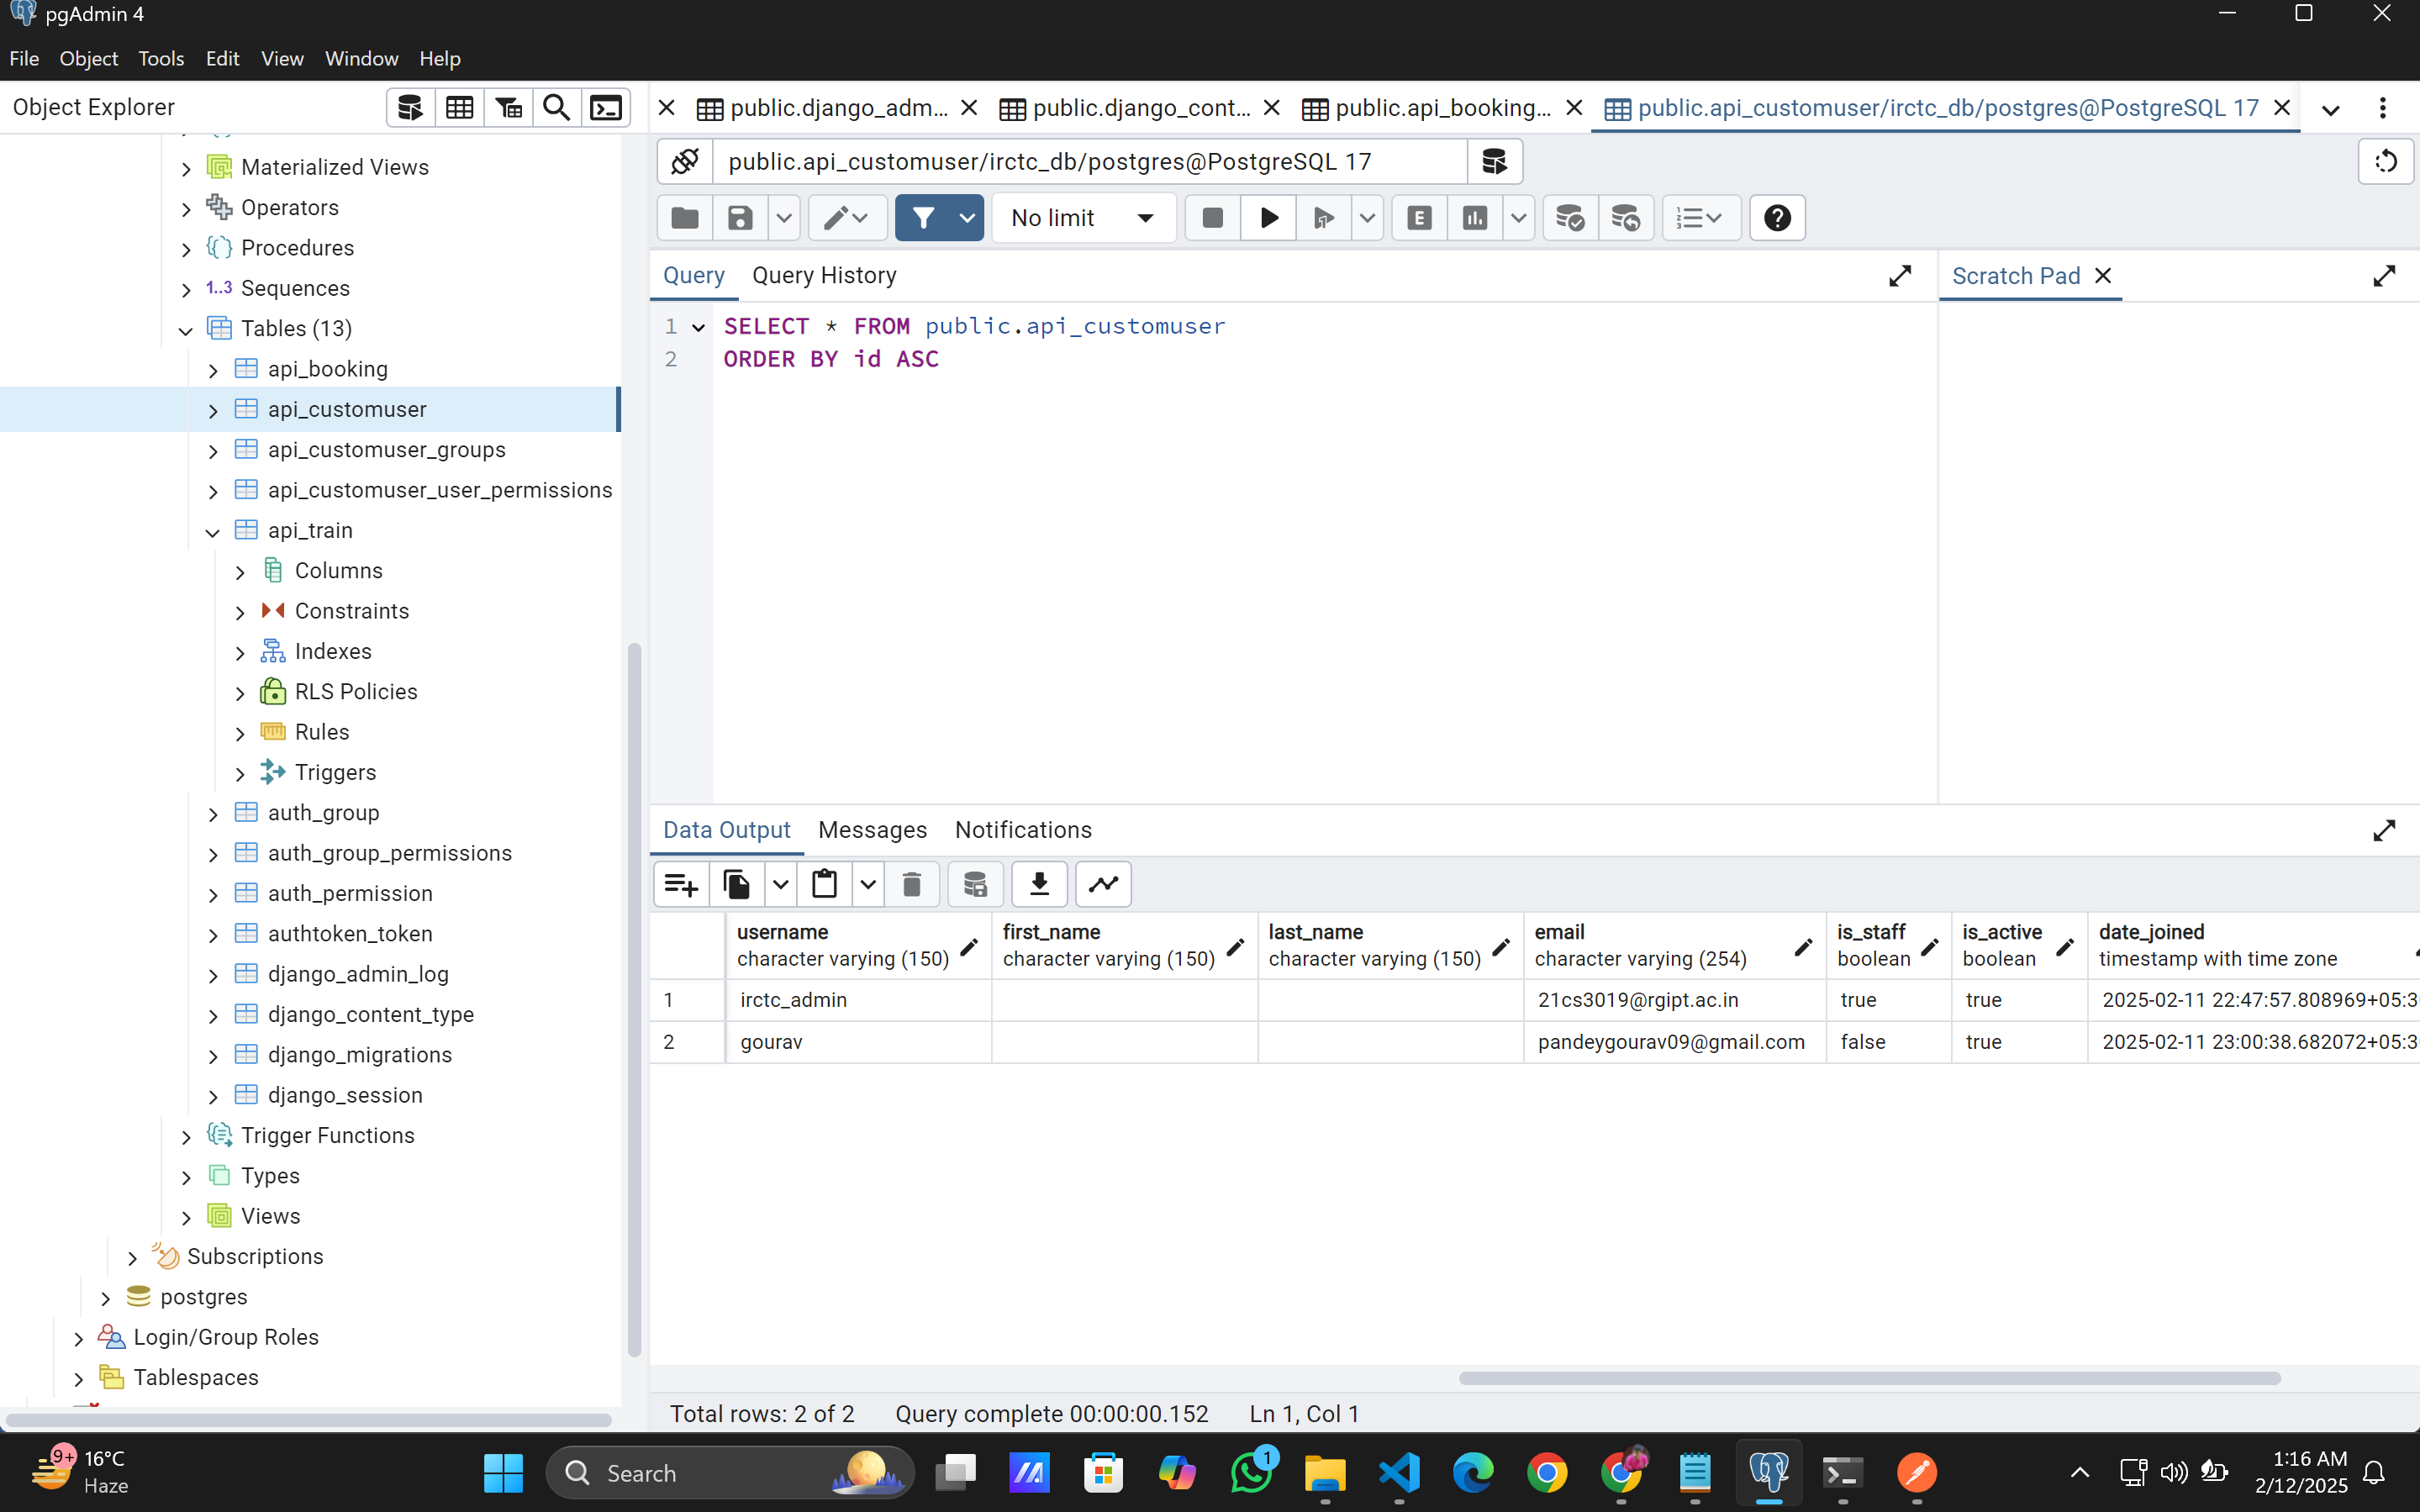 pgAdmin 4
File Object Tools Edit View Window Help
Object Explorer
public.django_adm... public.django_cont... public.api_booking... public.api_customuser/irctc_db/postgres@PostgreSQL 17
public.api_customuser/irctc_db/postgres@PostgreSQL 17
No limit
E
Query Query History
Scratch Pad
1 SELECT * FROM public.api_customuser
2 ORDER BY id ASC
Materialized Views
Operators
Procedures
1..3 Sequences
Tables (13)
api_booking
api_customuser
api_customuser_groups
api_customuser_user_permissions
api_train
Columns
Constraints
Indexes
RLS Policies
Rules
Triggers
auth_group
auth_group_permissions
auth_permission
authtoken_token
django_admin_log
django_content_type
django_migrations
django_session
Trigger Functions
Types
Views
Subscriptions
postgres
Login/Group Roles
Tablespaces
Data Output Messages Notifications
username first_name last_name email is_staff is_active date_joined
character varying (150) character varying (150) character varying (150) character varying (254) boolean boolean timestamp with time zone
1 irctc_admin 21cs3019@rgipt.ac.in true true 2025-02-11 22:47:57.808969+05:3
2 gourav pandeygourav09@gmail.com false true 2025-02-11 23:00:38.682072+05:3
Total rows: 2 of 2 Query complete 00:00:00.152 Ln 1, Col 1
9+ 16°C
Haze
Search
1
1:16 AM
2/12/2025